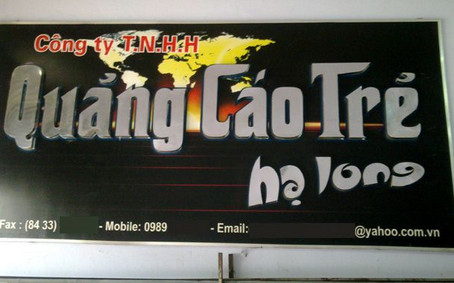 Công ty T.N.H.H
Quảng Cáo Trẻ
hạ long
Fax : (84 33) - Mobile: 0989 - Email: @yahoo.com.vn